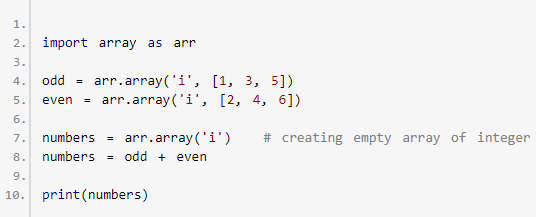 1.
2. import array as arr
3.
4. odd = arr.array('i', [1, 3, 5])
5. even = arr.array('i', [2, 4, 6])
6.
7. numbers = arr.array('i')    # creating empty array of integer
8. numbers = odd + even
9.
10. print(numbers)